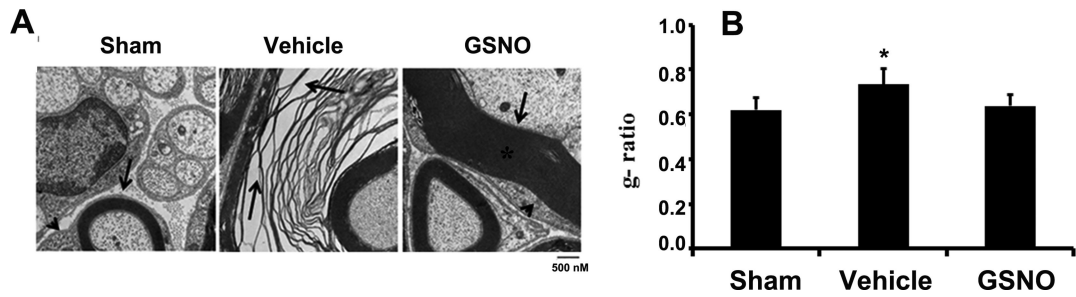 A
Sham Vehicle GSNO
*
500 nM
B
1.0
0.8
0.6
0.4
0.2
0.0
g- ratio
*
Sham Vehicle GSNO